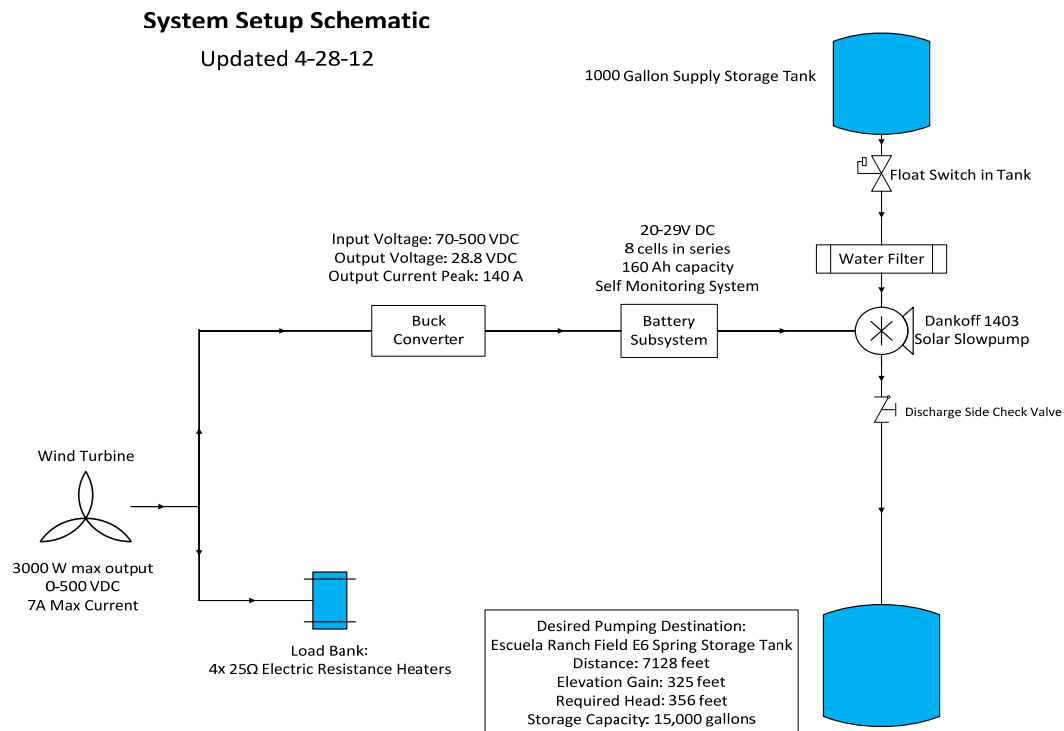 System Setup Schematic
Updated 4-28-12
1000 Gallon Supply Storage Tank
Float Switch in Tank
Input Voltage: 70-500 VDC
Output Voltage: 28.8 VDC
Output Current Peak: 140 A
20-29V DC
8 cells in series
160 Ah capacity
Self Monitoring System
Water Filter
Buck
Converter
Battery
Subsystem
Dankoff 1403
Solar Slowpump
Discharge Side Check Valve
Wind Turbine
3000 W max output
0-500 VDC
7A Max Current
Load Bank:
4x 25Ω Electric Resistance Heaters
Desired Pumping Destination:
Escuela Ranch Field E6 Spring Storage Tank
Distance: 7128 feet
Elevation Gain: 325 feet
Required Head: 356 feet
Storage Capacity: 15,000 gallons